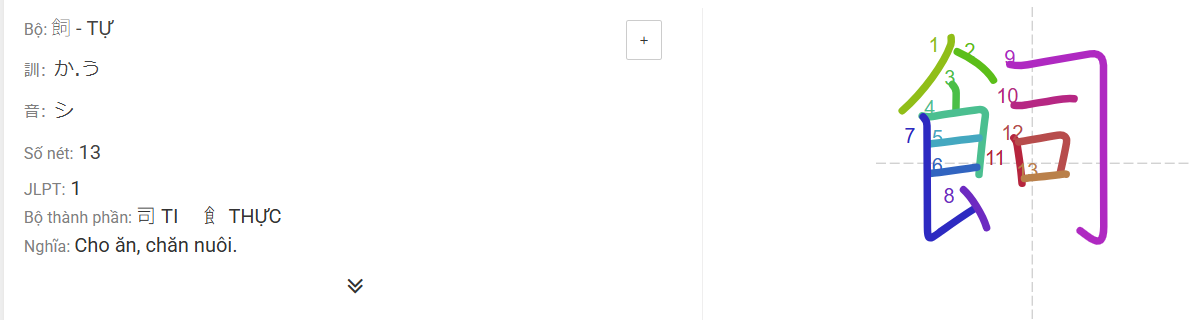 Bộ: 飼 - TỰ
訓: か.う
音: シ
Số nét: 13
JLPT: 1
Bộ thành phần: 司 TI 飠 THỰC
Nghĩa: Cho ăn, chăn nuôi.
+
飼
1
2
3
4
5
6
7
8
9
10
11
12
13